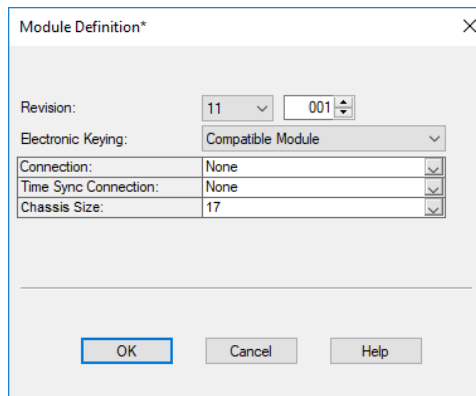 Module Definition*
Revision: 11 001
Electronic Keying: Compatible Module
Connection: None
Time Sync Connection: None
Chassis Size: 17
OK Cancel Help